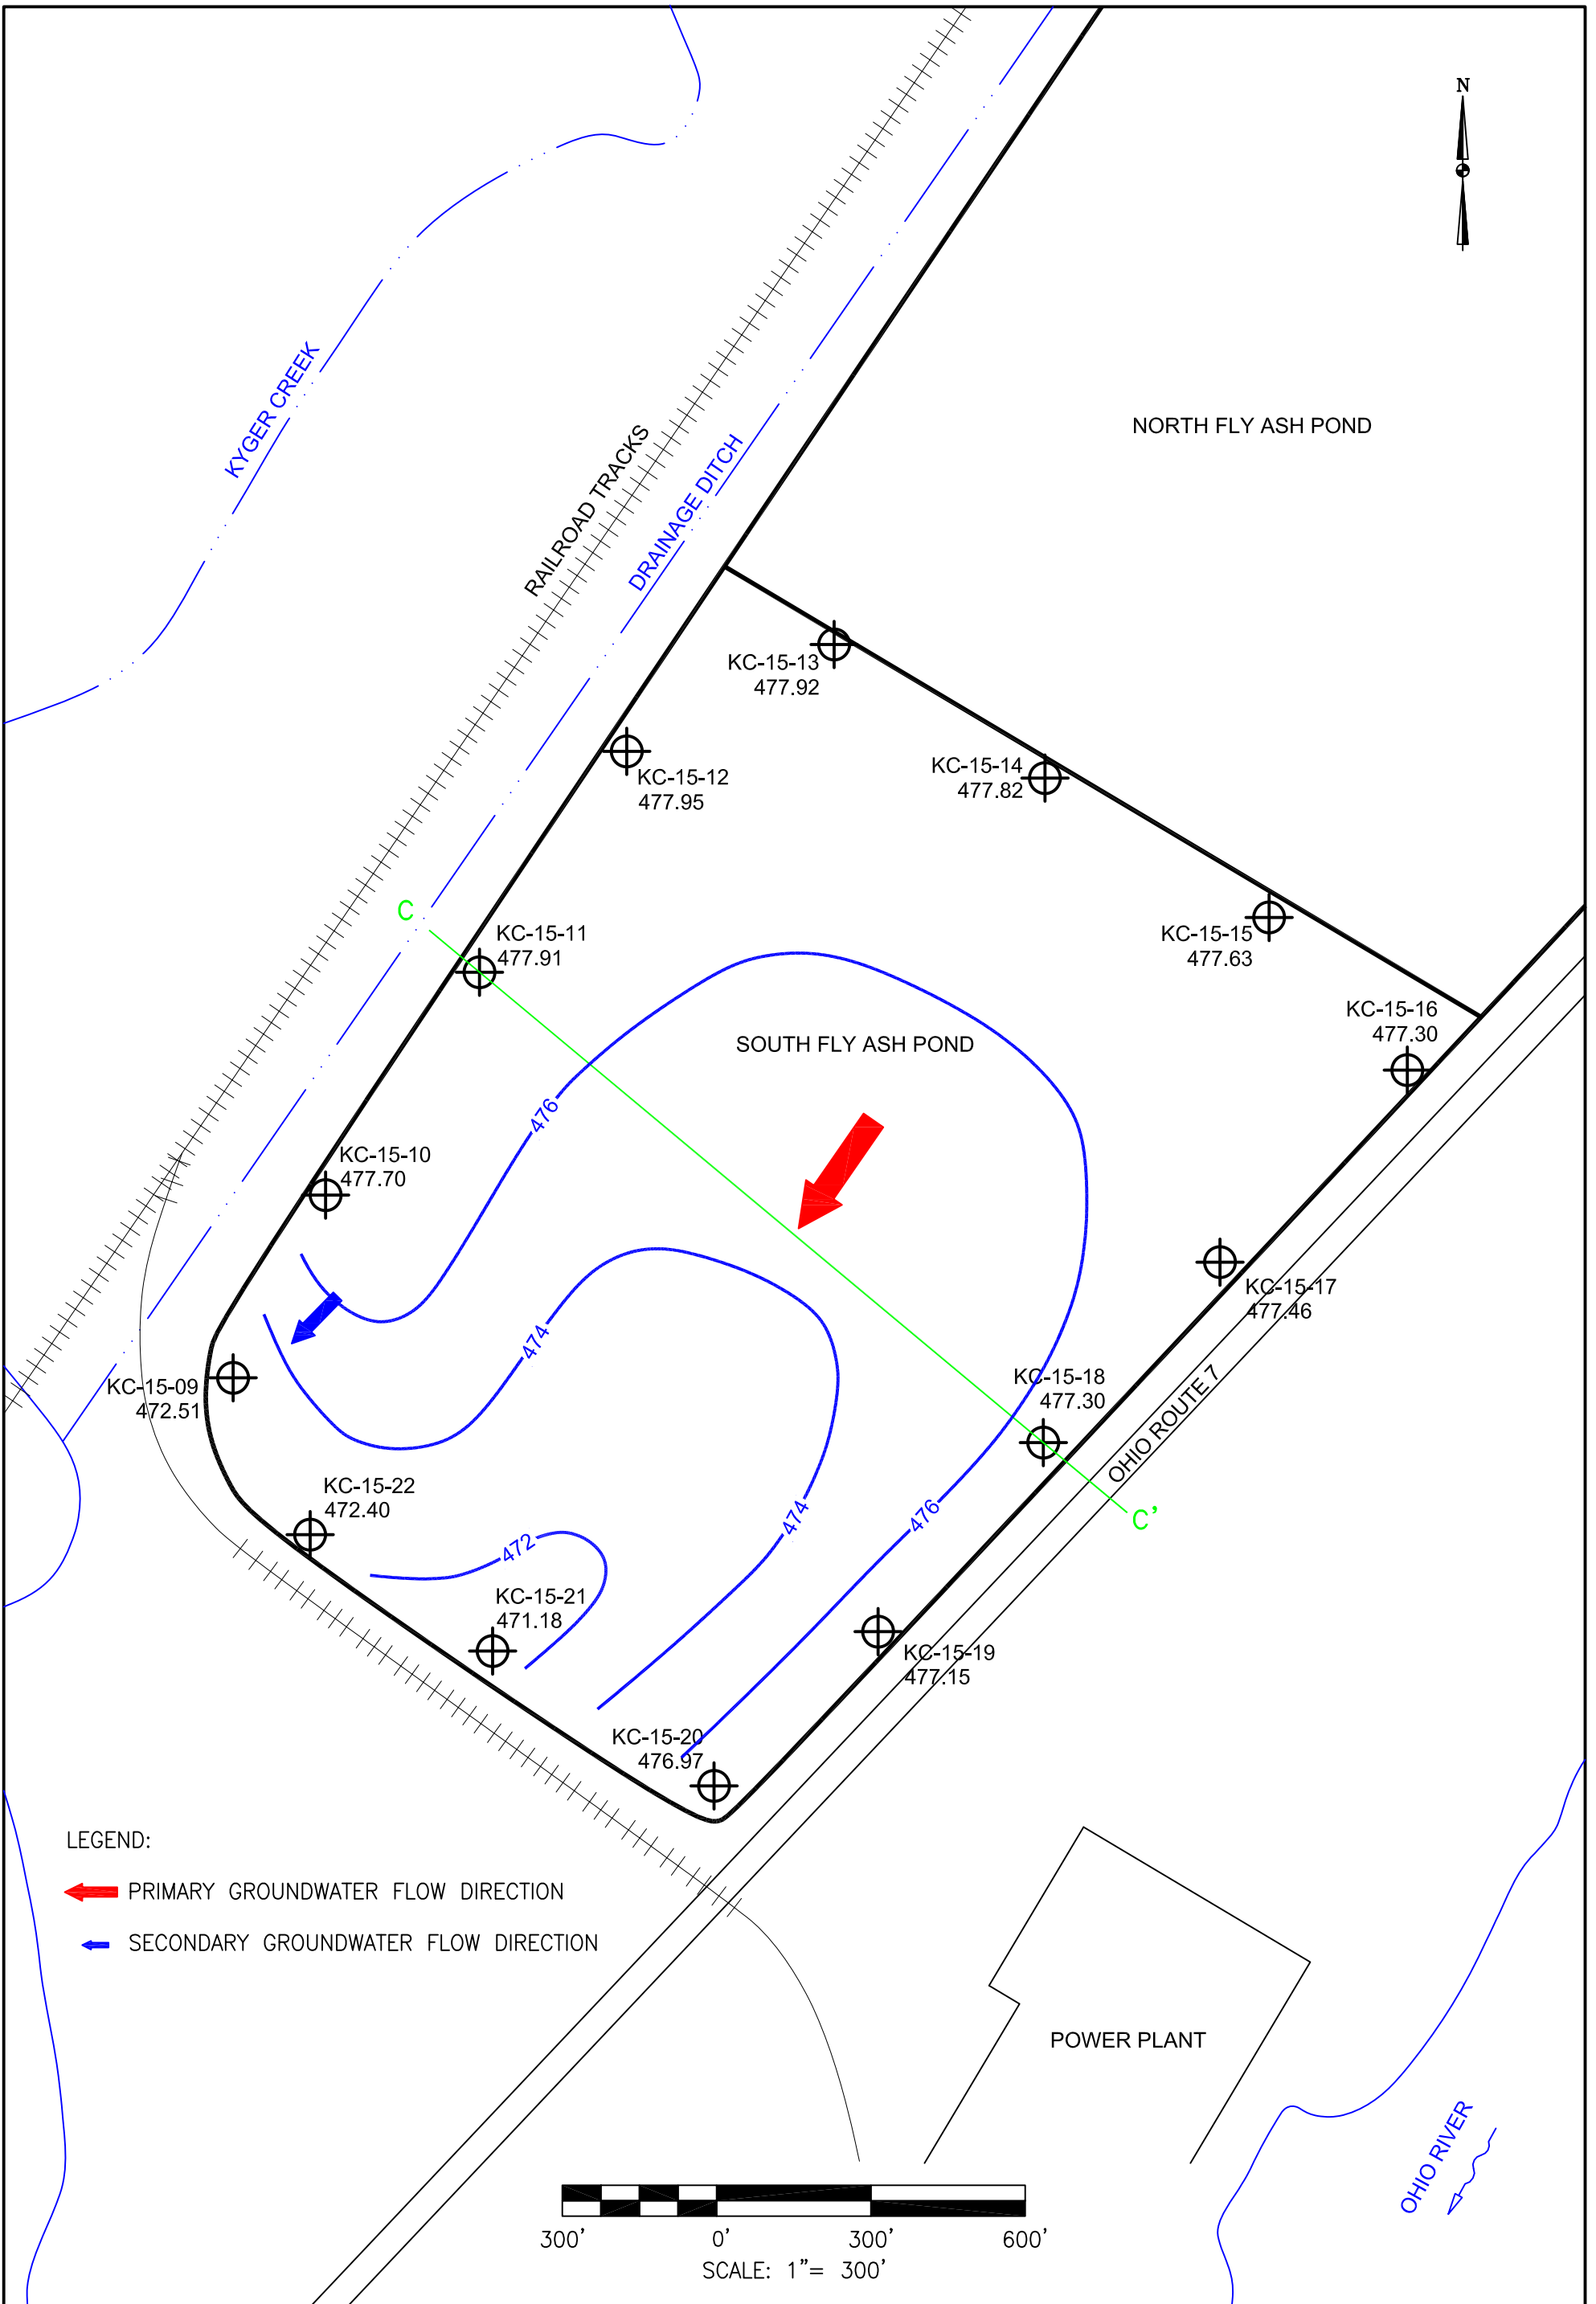 N
KYGER CREEK
RAILROAD TRACKS
DRAINAGE DITCH
NORTH FLY ASH POND
KC-15-13
477.92
KC-15-12
477.95
KC-15-14
477.82
C
KC-15-11
477.91
KC-15-15
477.63
KC-15-16
477.30
SOUTH FLY ASH POND
476
KC-15-10
477.70
KC-15-17
477.46
474
KC-15-09
472.51
KC-15-18
477.30
OHIO ROUTE 7
KC-15-22
472.40
474
476
C'
472
KC-15-21
471.18
KC-15-19
477.15
KC-15-20
476.97
LEGEND:
PRIMARY GROUNDWATER FLOW DIRECTION
SECONDARY GROUNDWATER FLOW DIRECTION
POWER PLANT
OHIO RIVER
300' 0' 300' 600'
SCALE: 1"= 300'